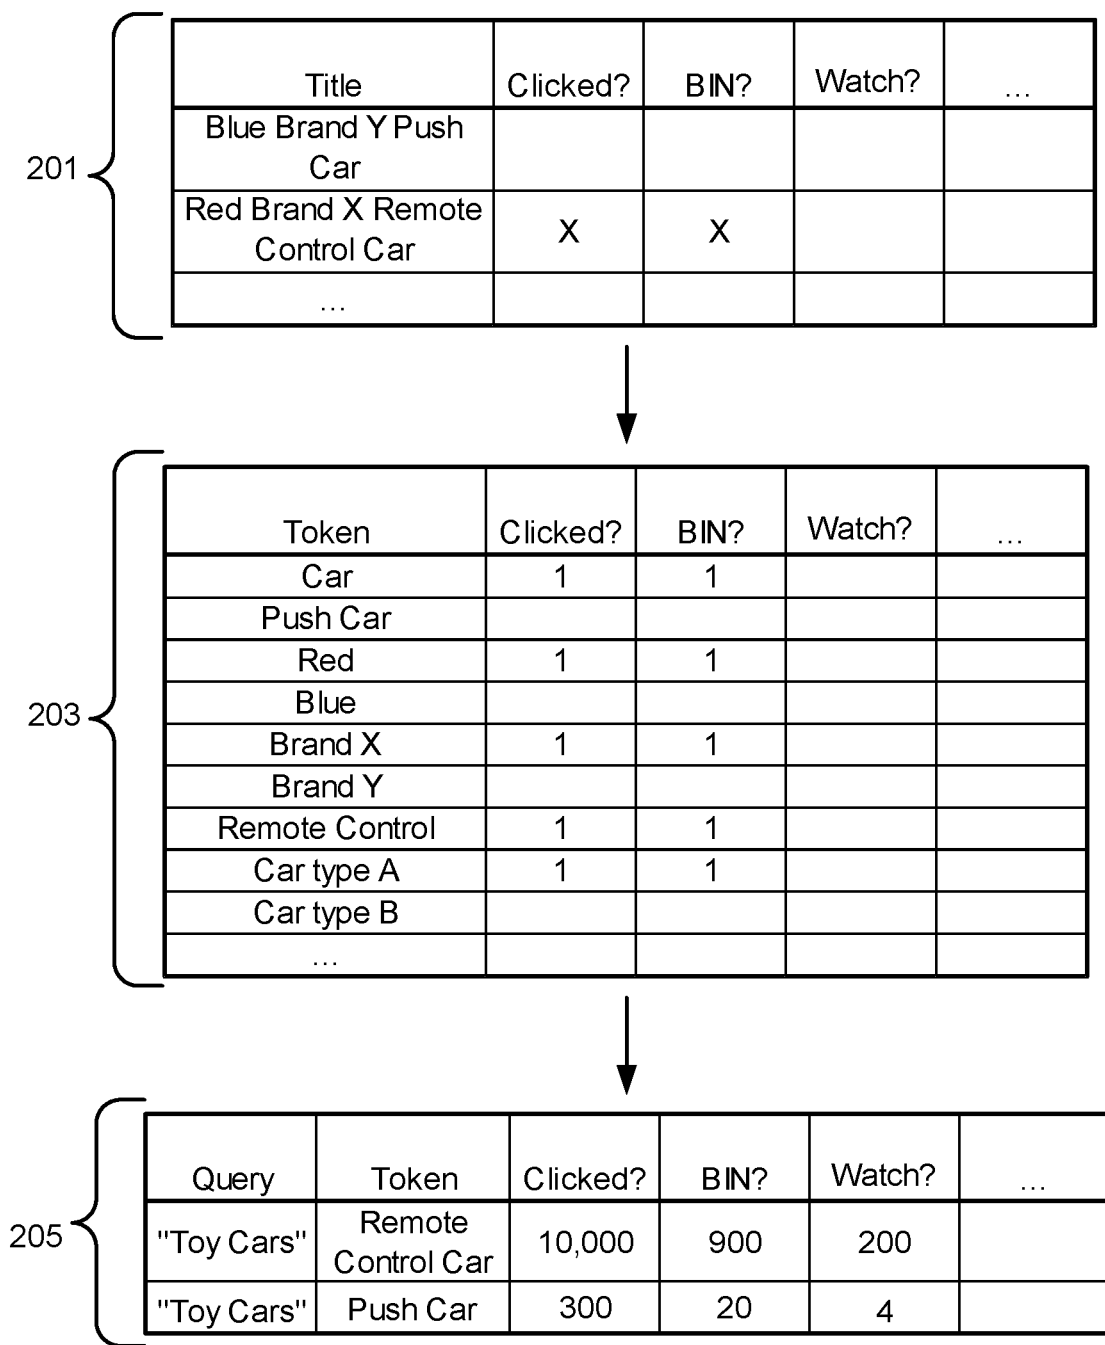 Title Clicked? BIN? Watch? ...
Blue Brand Y Push
Car
201
Red Brand X Remote
Control Car X X
...
Token Clicked? BIN? Watch? ...
Car 1 1
Push Car
Red 1 1
Blue
203
Brand X 1 1
Brand Y
Remote Control 1 1
Car type A 1 1
Car type B
...
Query Token Clicked? BIN? Watch? ...
205
"Toy Cars" Remote
Control Car 10,000 900 200
"Toy Cars" Push Car 300 20 4